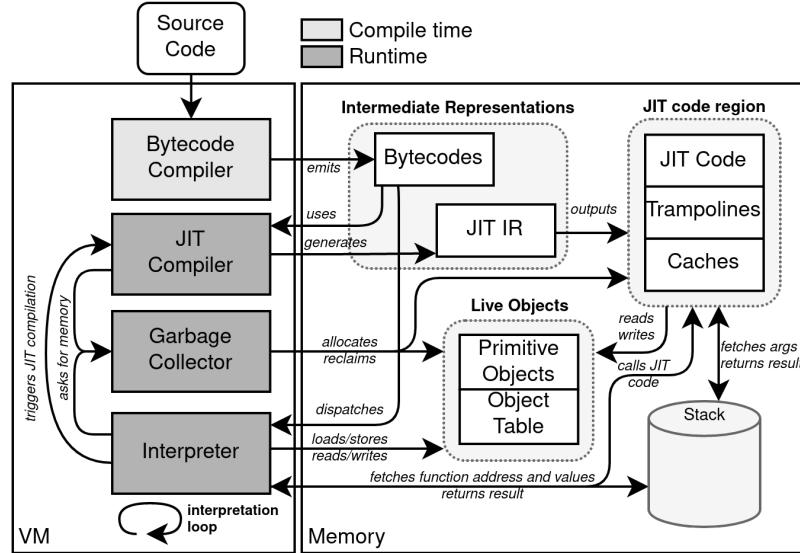 Source
Code
Compile time
Runtime
Intermediate Representations
JIT code region
Bytecode
Compiler
emits
Bytecodes
JIT Code
uses
Trampolines
JIT
Compiler
generates
JIT IR
outputs
Caches
triggers JIT compilation
asks for memory
Garbage
Collector
allocates
reclaims
Live Objects
Primitive
Objects
Object
Table
reads
writes
calls JIT
code
fetches args
returns result
dispatches
Interpreter
loads/stores
reads/writes
Stack
fetches function address and values
returns result
interpretation
loop
VM
Memory